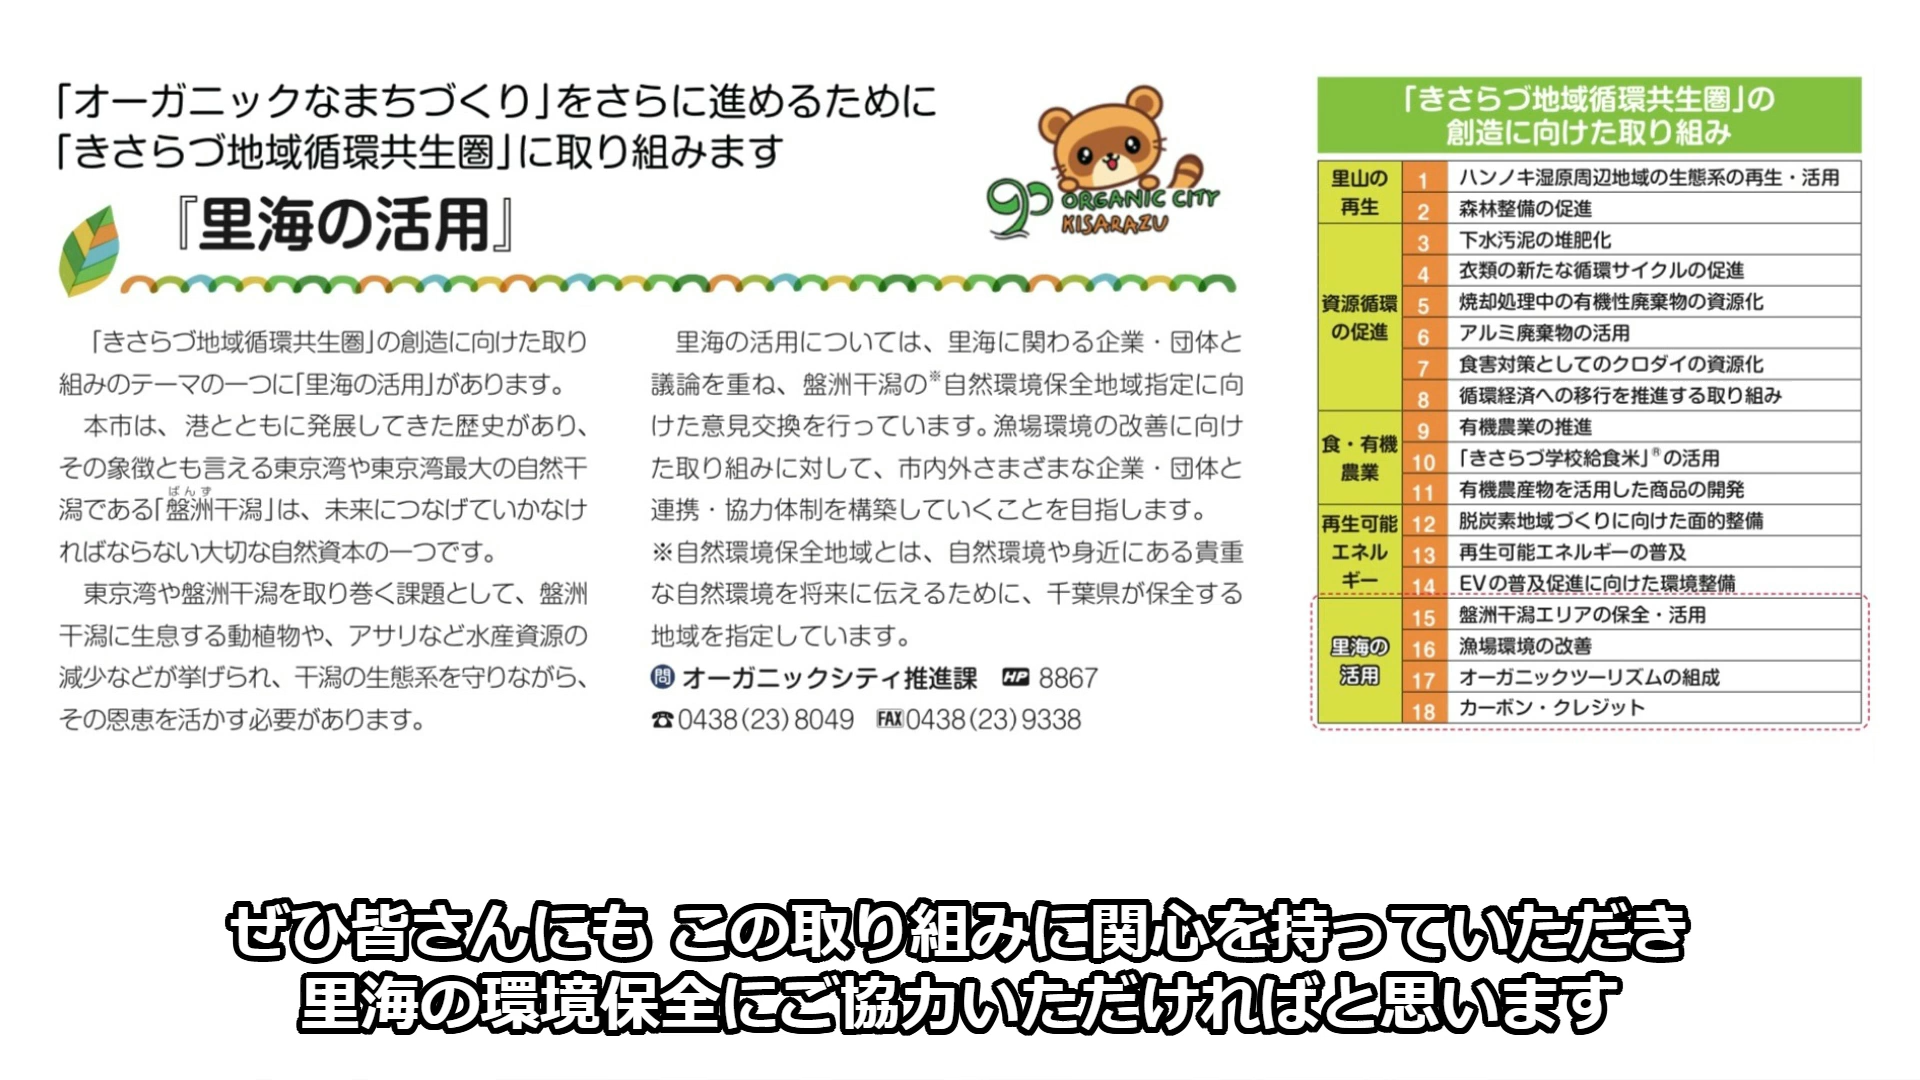 「オーガニックなまちづくり」をさらに進めるために
「きさらづ地域循環共生圏」に取り組みます
『里海の活用』
ORGANIC CITY
KISARAZU
「きさらづ地域循環共生圏」の創造に向けた取り
組みのテーマの一つに「里海の活用」があります。
本市は、港とともに発展してきた歴史があり、
その象徴とも言える東京湾や東京湾最大の自然干
ばんず
潟である「盤洲干潟」は、未来につなげていかなけ
ればならない大切な自然資本の一つです。
東京湾や盤洲干潟を取り巻く課題として、盤洲
干潟に生息する動植物や、アサリなど水産資源の
減少などが挙げられ、干潟の生態系を守りながら、
その恩恵を活かす必要があります。
里海の活用については、里海に関わる企業・団体と
議論を重ね、盤洲干潟の※自然環境保全地域指定に向
けた意見交換を行っています。漁場環境の改善に向け
た取り組みに対して、市内外さまざまな企業・団体と
連携・協力体制を構築していくことを目指します。
※自然環境保全地域とは、自然環境や身近にある貴重
な自然環境を将来に伝えるために、千葉県が保全する
地域を指定しています。
問 オーガニックシティ推進課 HP 8867
☎0438(23)8049 FAX0438(23)9338
「きさらづ地域循環共生圏」の
創造に向けた取り組み
里山の
再生
1 ハンノキ湿原周辺地域の生態系の再生・活用
2 森林整備の促進
資源循環
の促進
3 下水汚泥の堆肥化
4 衣類の新たな循環サイクルの促進
5 焼却処理中の有機性廃棄物の資源化
6 アルミ廃棄物の活用
7 食害対策としてのクロダイの資源化
8 循環経済への移行を推進する取り組み
食・有機
農業
9 有機農業の推進
10 「きさらづ学校給食米」®の活用
11 有機農産物を活用した商品の開発
再生可能
エネル
ギー
12 脱炭素地域づくりに向けた面的整備
13 再生可能エネルギーの普及
14 EVの普及促進に向けた環境整備
里海の
活用
15 盤洲干潟エリアの保全・活用
16 漁場環境の改善
17 オーガニックツーリズムの組成
18 カーボン・クレジット
ぜひ皆さんにも この取り組みに関心を持っていただき
里海の環境保全にご協力いただければと思います